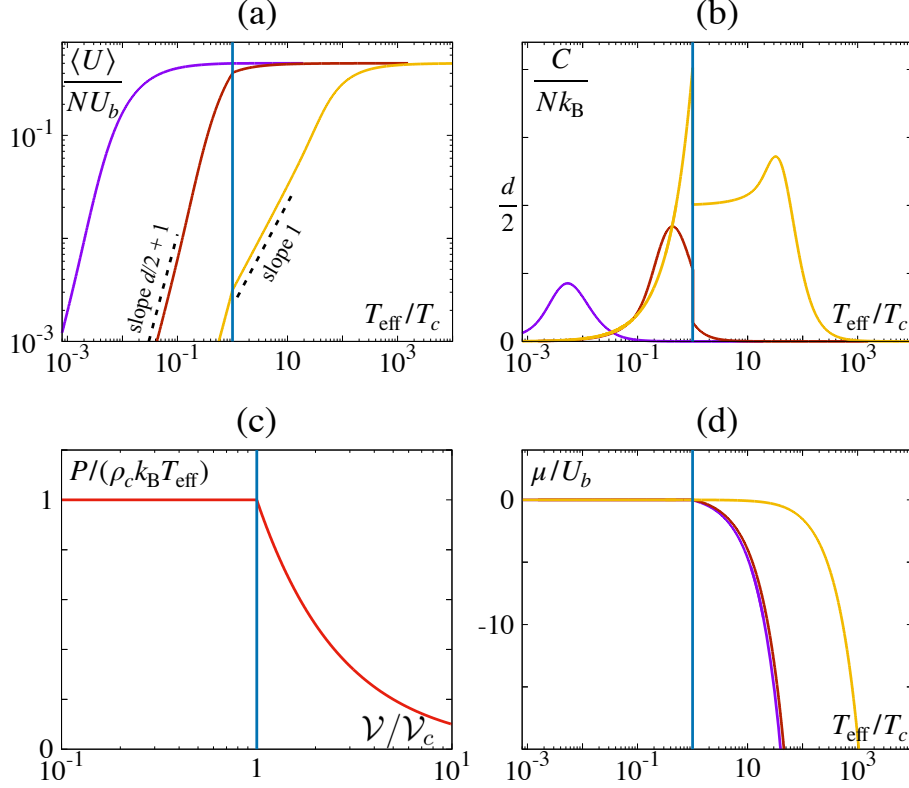 (a)
⟨U⟩/NU_b
10^-1
10^-2
10^-3
slope d/2 + 1
slope 1
T_eff/T_c
10^-3 10^-1 10 10^3
(b)
C/Nk_B
d/2
0
T_eff/T_c
10^-3 10^-1 10 10^3
(c)
P/(ρ_c k_B T_eff)
1
0
𝒱/𝒱_c
10^-1 1 10^1
(d)
μ/U_b
0
-10
T_eff/T_c
10^-3 10^-1 10 10^3